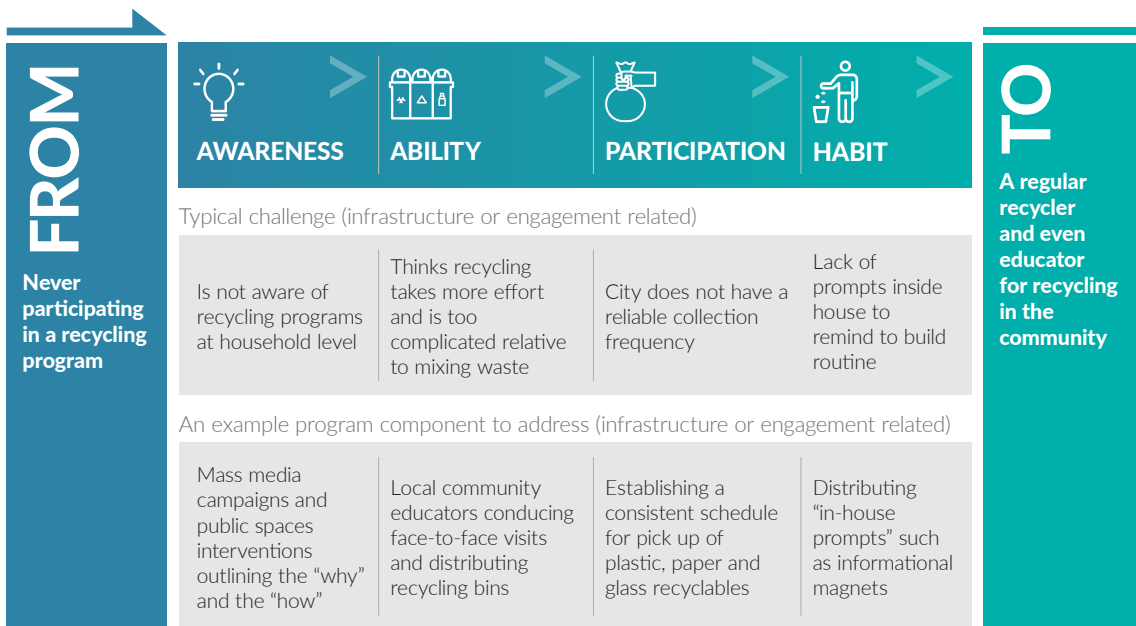 FROM
Never
participating
in a recycling
program
AWARENESS
ABILITY
PARTICIPATION
HABIT
Typical challenge (infrastructure or engagement related)
Is not aware of
recycling programs
at household level
Thinks recycling
takes more effort
and is too
complicated relative
to mixing waste
City does not have a
reliable collection
frequency
Lack of
prompts inside
house to
remind to build
routine
An example program component to address (infrastructure or engagement related)
Mass media
campaigns and
public spaces
interventions
outlining the “why”
and the “how”
Local community
educators conducing
face-to-face visits
and distributing
recycling bins
Establishing a
consistent schedule
for pick up of
plastic, paper and
glass recyclables
Distributing
“in-house
prompts” such
as informational
magnets
TO
A regular
recycler
and even
educator
for recycling
in the
community